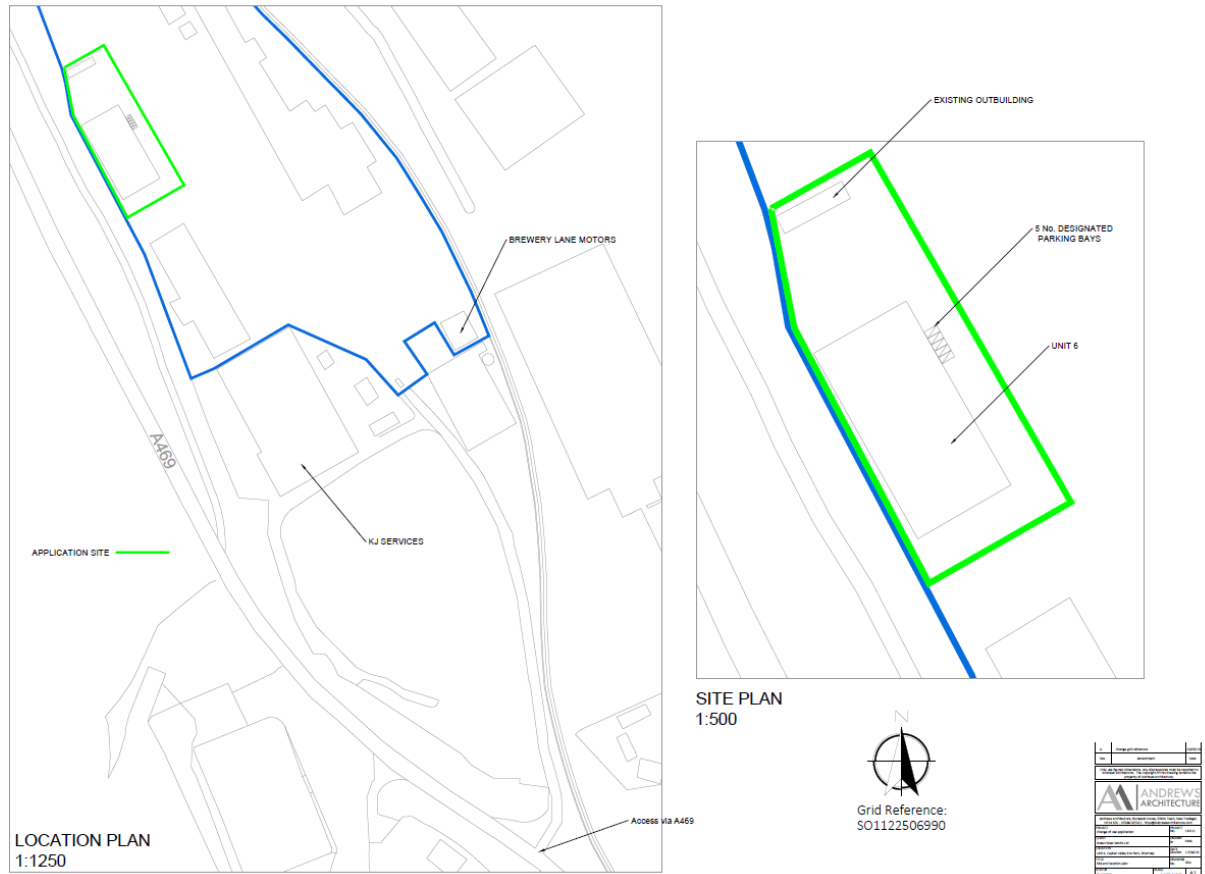 BREWERY LANE MOTORS
A469
APPLICATION SITE
KJ SERVICES
Access via A469
LOCATION PLAN
1:1250
EXISTING OUTBUILDING
5 No. DESIGNATED
PARKING BAYS
UNIT 6
SITE PLAN
1:500
N
Grid Reference:
SO1122506990
ANDREWS
ARCHITECTURE